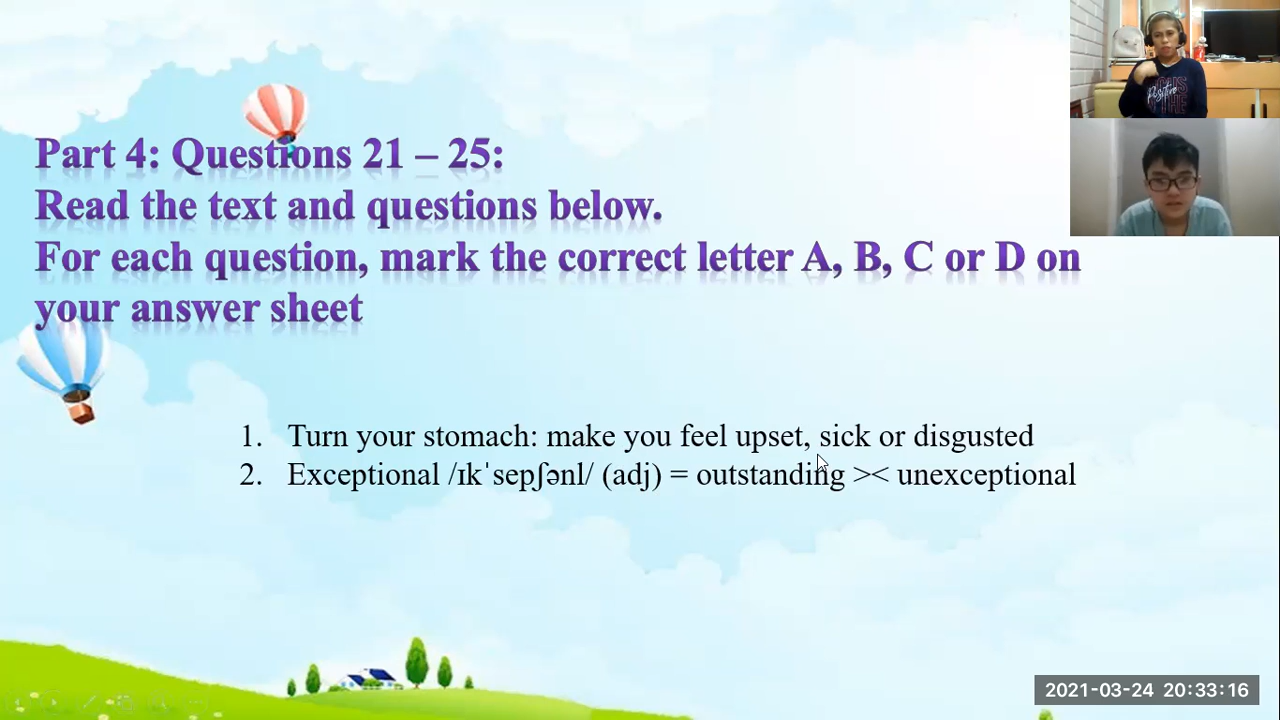 Part 4: Questions 21 – 25:
Read the text and questions below.
For each question, mark the correct letter A, B, C or D on
your answer sheet
1. Turn your stomach: make you feel upset, sick or disgusted
2. Exceptional /ɪkˈsepʃənl/ (adj) = outstanding >< unexceptional
Positive
2021-03-24 20:33:16